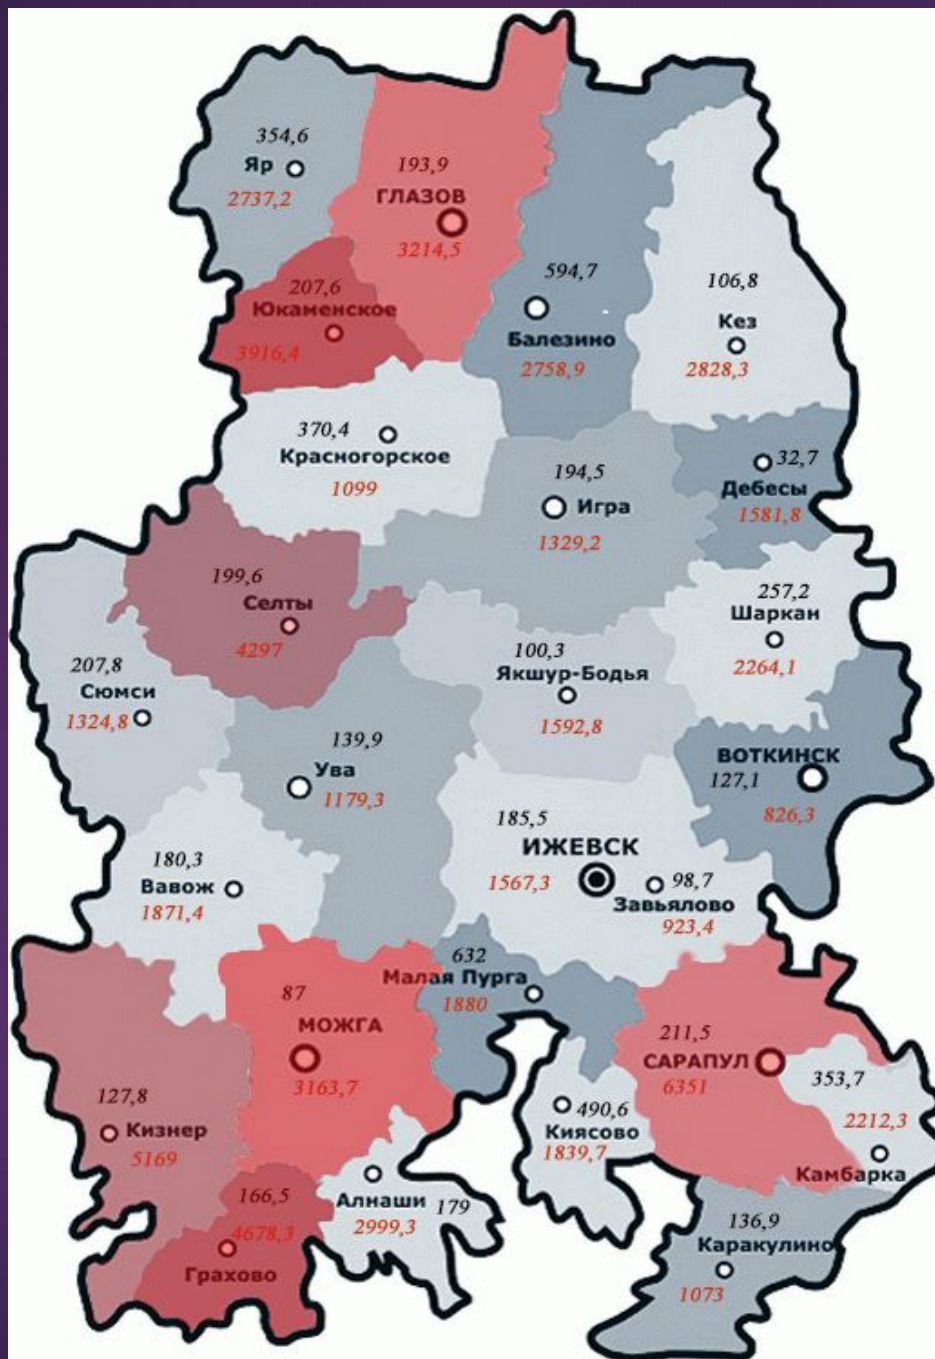 354,6
Яр
2737,2
193,9
ГЛАЗОВ
3214,5
207,6
Юкаменское
3916,4
594,7
Балезино
2758,9
106,8
Кез
2828,3
370,4
Красногорское
1099
194,5
Игра
1329,2
32,7
Дебесы
1581,8
199,6
Селты
4297
257,2
Шаркан
2264,1
207,8
Сюмси
1324,8
100,3
Якшур-Бодья
1592,8
139,9
Ува
1179,3
ВОТКИНСК
127,1
826,3
180,3
Вавож
1871,4
185,5
ИЖЕВСК
1567,3
98,7
Завьялово
923,4
632
Малая Пурга
1880
87
МОЖГА
3163,7
211,5
САРАПУЛ
6351
353,7
2212,3
Камбарка
127,8
Кизнер
5169
490,6
Киясово
1839,7
166,5
4678,3
Грахово
Алнаши
179
2999,3
136,9
Каракулино
1073